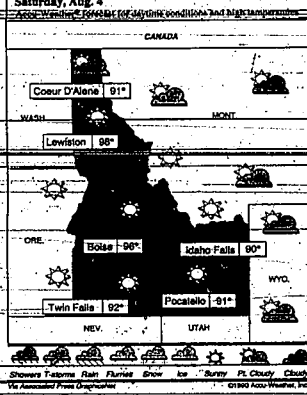 Saturday, Aug. 4
Accu-Weather® forecast for daytime conditions and high temperatures
CANADA
Coeur D'Alene 91°
WASH.
MONT.
Lewiston 98°
ORE.
Boise 96°
Idaho Falls 90°
WYO.
Twin Falls 92°
Pocatello 91°
NEV.
UTAH
Showers T-storms Rain Flurries Snow Ice Sunny Pt. Cloudy Cloudy
Via Associated Press GraphicsNet
©1990 Accu-Weather, Inc.